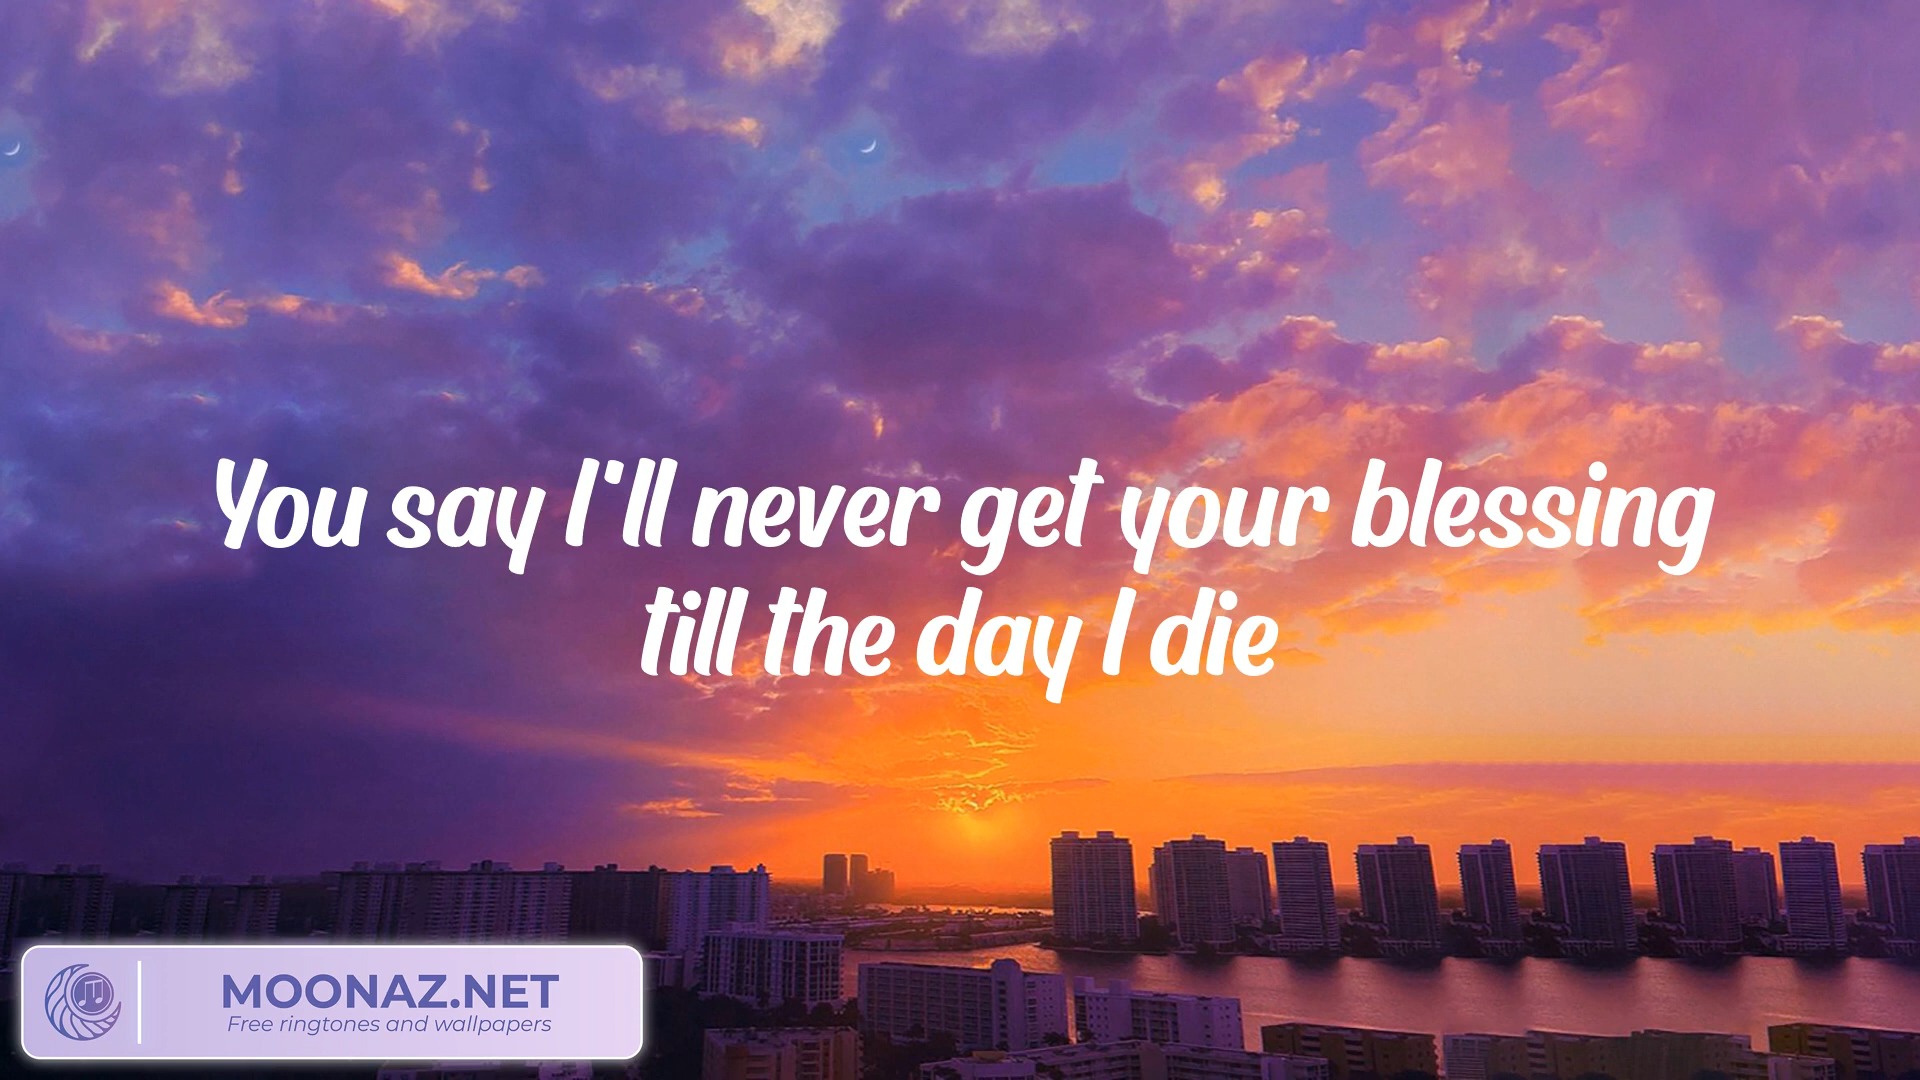 You say I'll never get your blessing
till the day I die
MOONAZ.NET
Free ringtones and wallpapers